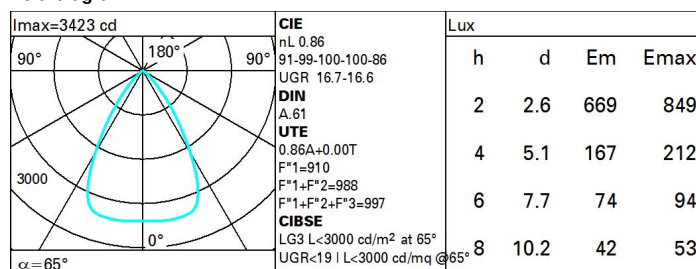 Imax=3423 cd
90°
180°
90°
3000
0°
α=65°
CIE
nL 0.86
91-99-100-100-86
UGR 16.7-16.6
DIN
A.61
UTE
0.86A+0.00T
F"1=910
F"1+F"2=988
F"1+F"2+F"3=997
CIBSE
LG3 L<3000 cd/m² at 65°
UGR<19 | L<3000 cd/mq @65°
Lux
h d Em Emax
2 2.6 669 849
4 5.1 167 212
6 7.7 74 94
8 10.2 42 53